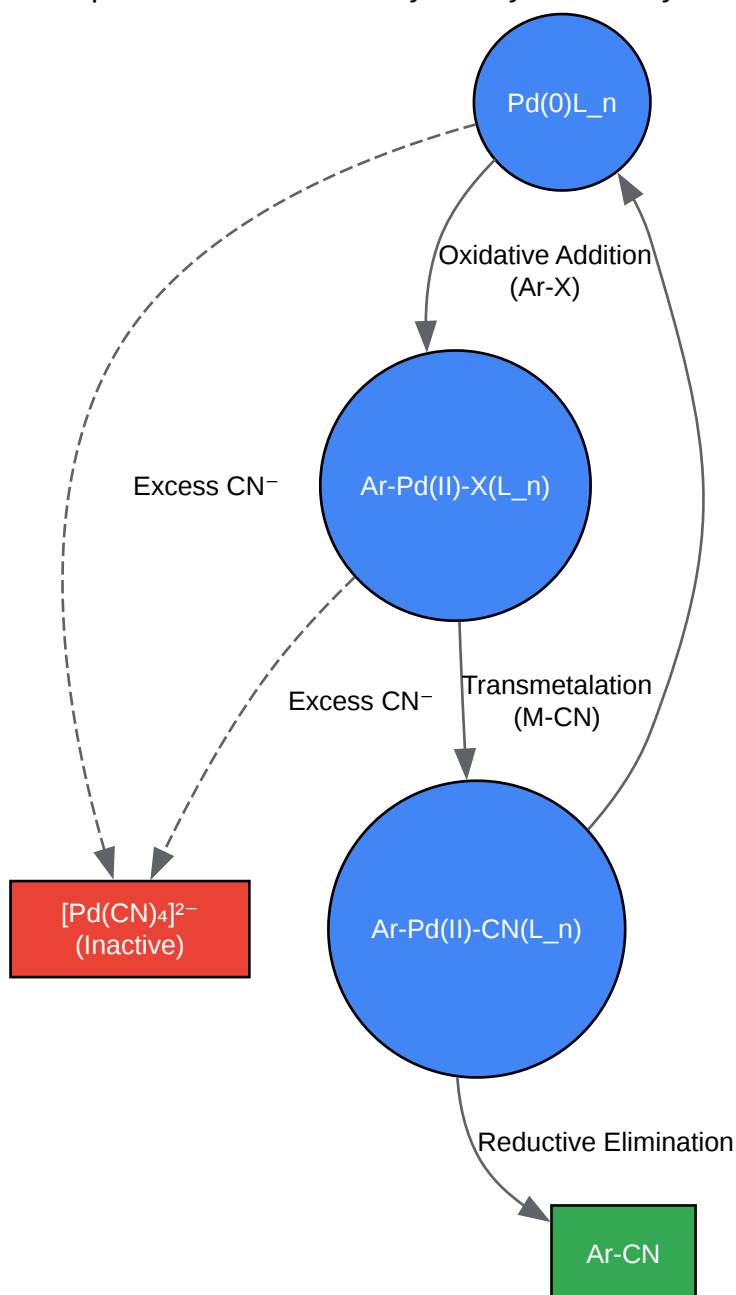 Pd(0)L_n
Oxidative Addition
(Ar-X)
Excess CN⁻
Ar-Pd(II)-X(L_n)
Excess CN⁻
Transmetalation
(M-CN)
[Pd(CN)₄]²⁻
(Inactive)
Ar-Pd(II)-CN(L_n)
Reductive Elimination
Ar-CN